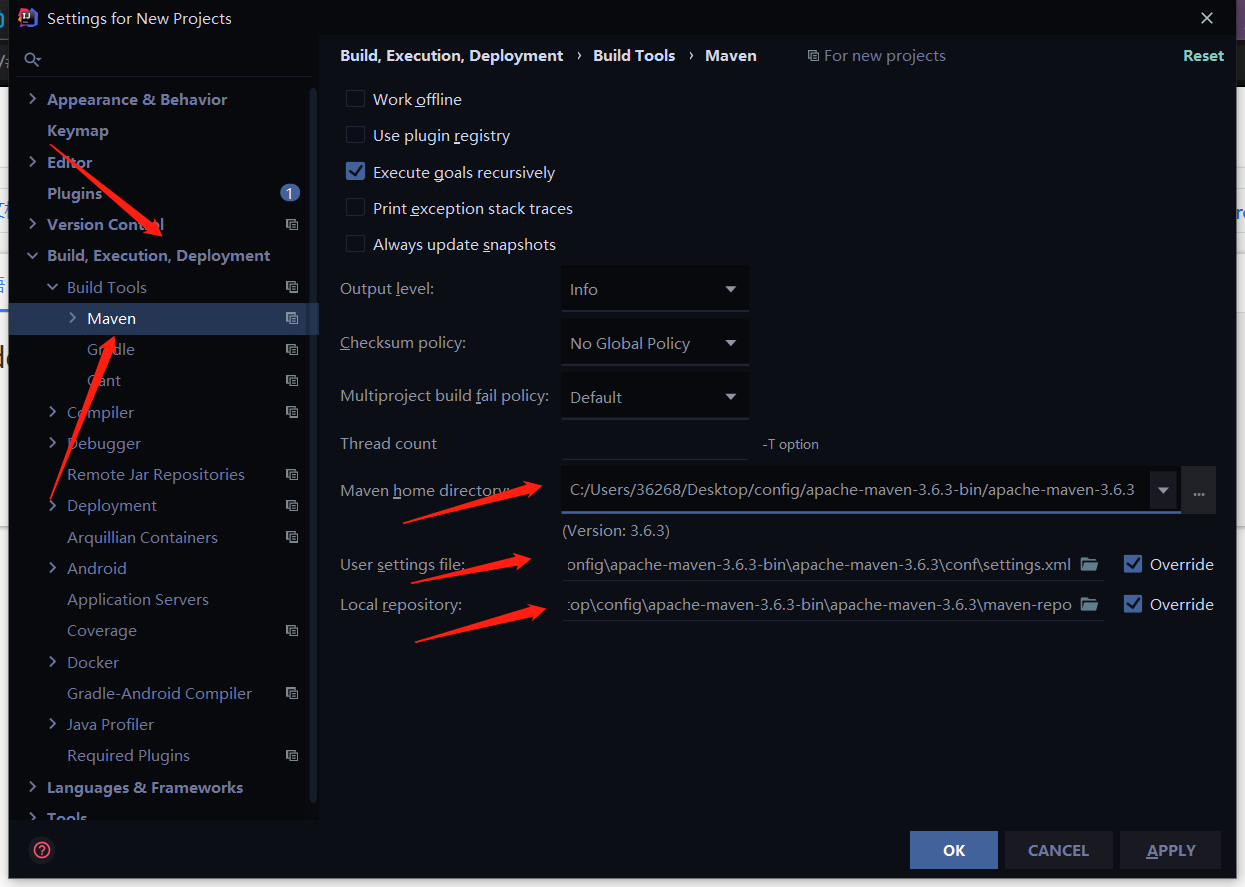 Settings for New Projects
Build, Execution, Deployment › Build Tools › Maven For new projects Reset
Appearance & Behavior
Keymap
Editor
Plugins 1
Version Control
Build, Execution, Deployment
Build Tools
Maven
Gradle
Gant
Compiler
Debugger
Remote Jar Repositories
Deployment
Arquillian Containers
Android
Application Servers
Coverage
Docker
Gradle-Android Compiler
Java Profiler
Required Plugins
Languages & Frameworks
Tools
Work offline
Use plugin registry
Execute goals recursively
Print exception stack traces
Always update snapshots
Output level: Info
Checksum policy: No Global Policy
Multiproject build fail policy: Default
Thread count -T option
Maven home directory: C:/Users/36268/Desktop/config/apache-maven-3.6.3-bin/apache-maven-3.6.3 ...
(Version: 3.6.3)
User settings file: onfig\apache-maven-3.6.3-bin\apache-maven-3.6.3\conf\settings.xml Override
Local repository: top\config\apache-maven-3.6.3-bin\apache-maven-3.6.3\maven-repo Override
? OK CANCEL APPLY